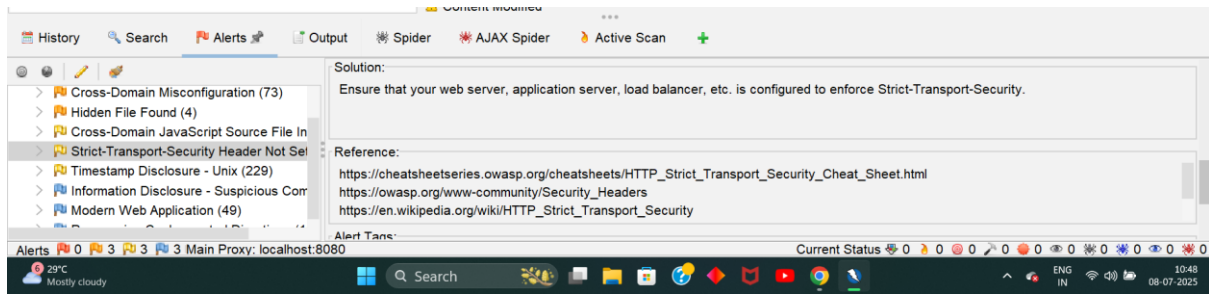 Content Modified
History Search Alerts Output Spider AJAX Spider Active Scan
Solution:
Ensure that your web server, application server, load balancer, etc. is configured to enforce Strict-Transport-Security.
Cross-Domain Misconfiguration (73)
Hidden File Found (4)
Cross-Domain JavaScript Source File In
Strict-Transport-Security Header Not Set
Timestamp Disclosure - Unix (229)
Information Disclosure - Suspicious Com
Modern Web Application (49)
Reference:
https://cheatsheetseries.owasp.org/cheatsheets/HTTP_Strict_Transport_Security_Cheat_Sheet.html
https://owasp.org/www-community/Security_Headers
https://en.wikipedia.org/wiki/HTTP_Strict_Transport_Security
Alert Tags:
Alerts 0 3 3 3 Main Proxy: localhost:8080
Current Status 0 0 0 0 0 0 0 0 0 0
6
29°C
Mostly cloudy
Search
ENG
IN
10:48
08-07-2025